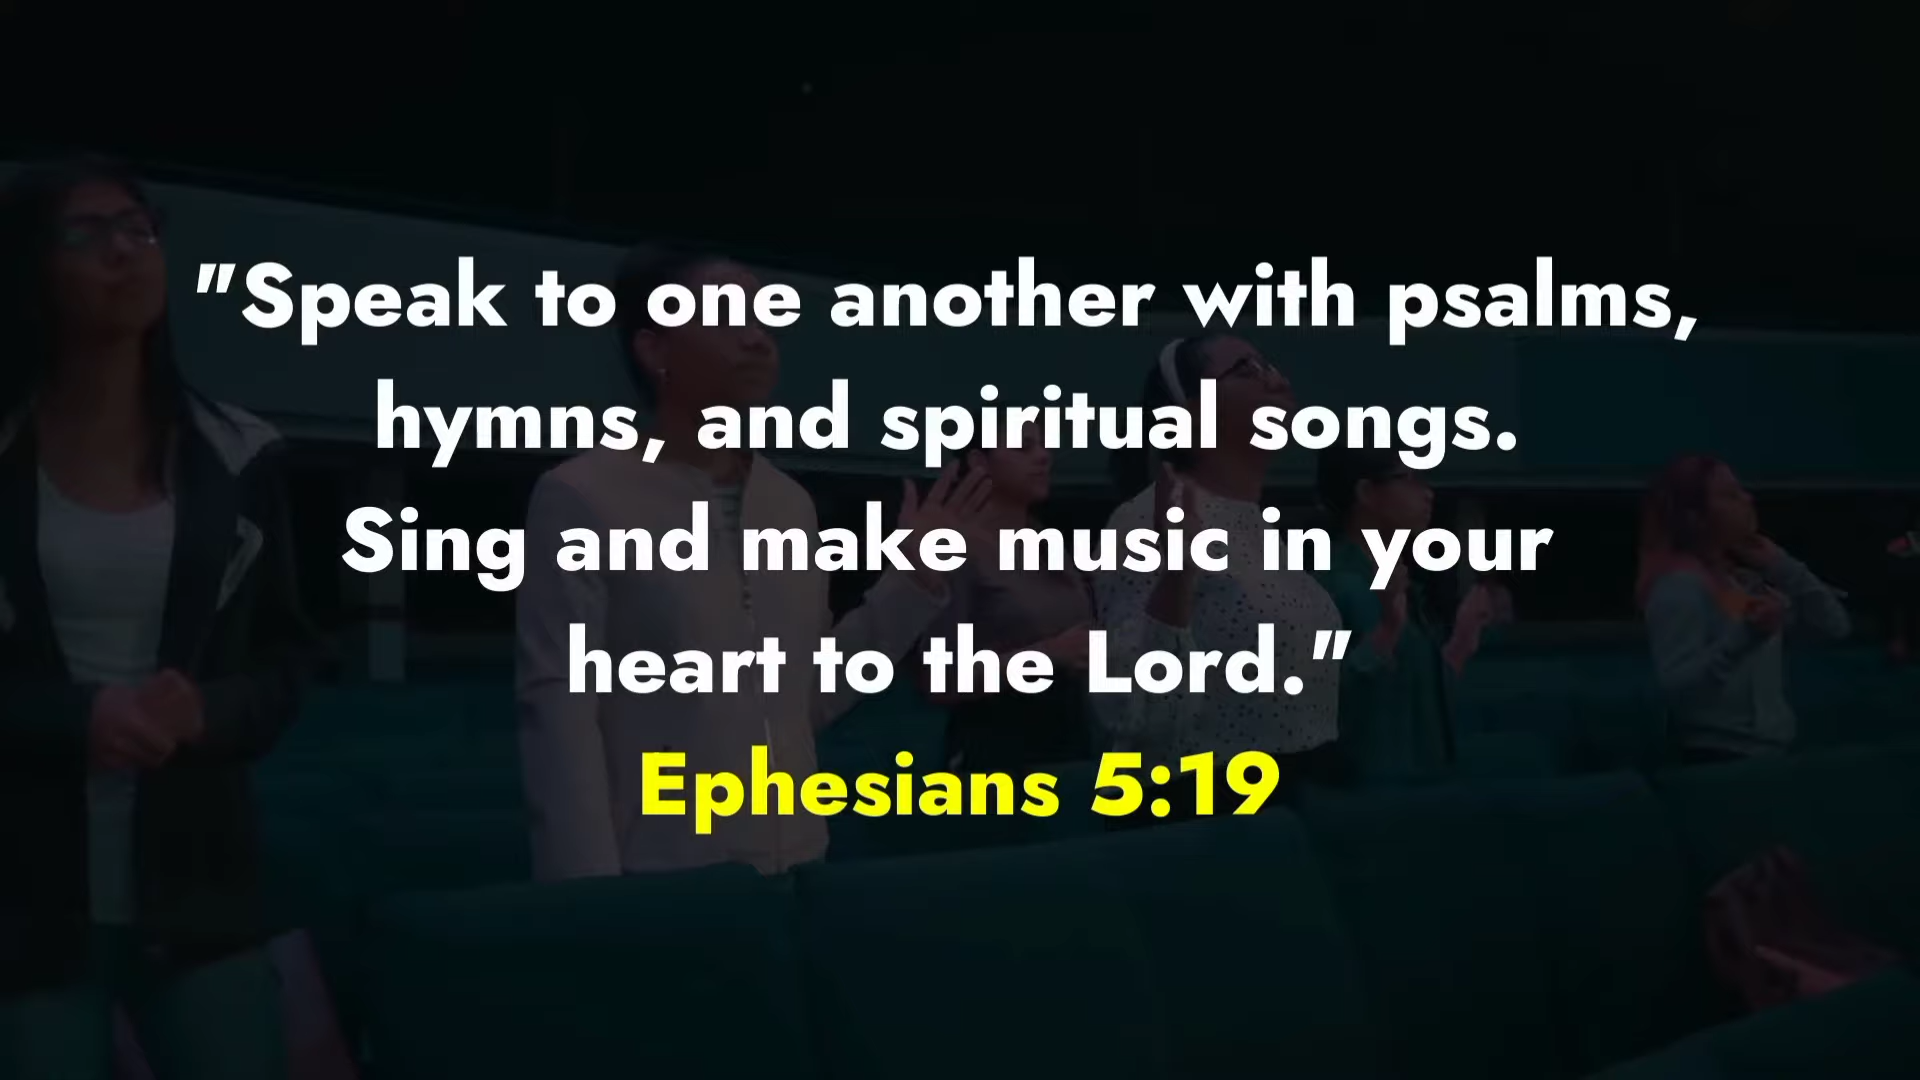 "Speak to one another with psalms,
hymns, and spiritual songs.
Sing and make music in your
heart to the Lord."
Ephesians 5:19